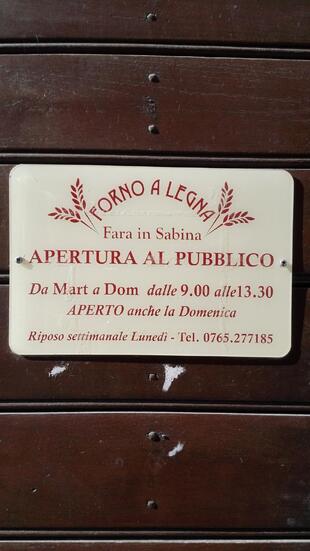 FORNO A LEGNA
Fara in Sabina
APERTURA AL PUBBLICO
Da Mart a Dom dalle 9.00 alle13.30
APERTO anche la Domenica
Riposo settimanale Lunedì - Tel. 0765.277185